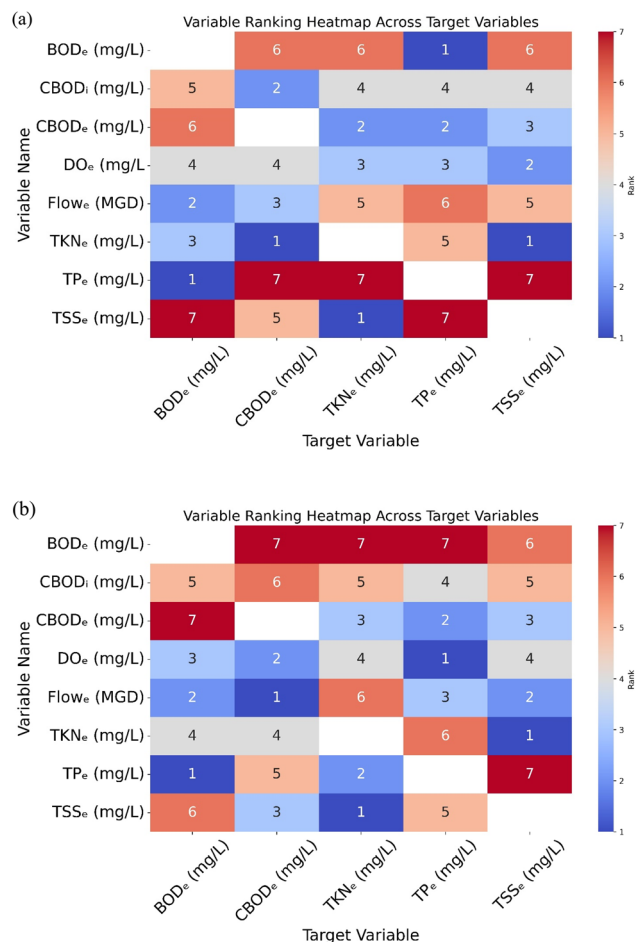 (a)
Variable Ranking Heatmap Across Target Variables
BODₑ (mg/L) 6 6 1 6
CBODᵢ (mg/L) 5 2 4 4 4
CBODₑ (mg/L) 6 2 2 3
DOₑ (mg/L 4 4 3 3 2
Flowₑ (MGD) 2 3 5 6 5
TKNₑ (mg/L) 3 1 5 1
TPₑ (mg/L) 1 7 7 7
TSSₑ (mg/L) 7 5 1 7
Variable Name
BODₑ (mg/L) CBODₑ (mg/L) TKNₑ (mg/L) TPₑ (mg/L) TSSₑ (mg/L)
Target Variable
7
6
5
4
3
2
1
Rank
(b)
Variable Ranking Heatmap Across Target Variables
BODₑ (mg/L) 7 7 7 6
CBODᵢ (mg/L) 5 6 5 4 5
CBODₑ (mg/L) 7 3 2 3
DOₑ (mg/L) 3 2 4 1 4
Flowₑ (MGD) 2 1 6 3 2
TKNₑ (mg/L) 4 4 6 1
TPₑ (mg/L) 1 5 2 7
TSSₑ (mg/L) 6 3 1 5
Variable Name
BODₑ (mg/L) CBODₑ (mg/L) TKNₑ (mg/L) TPₑ (mg/L) TSSₑ (mg/L)
Target Variable
7
6
5
4
3
2
1
Rank